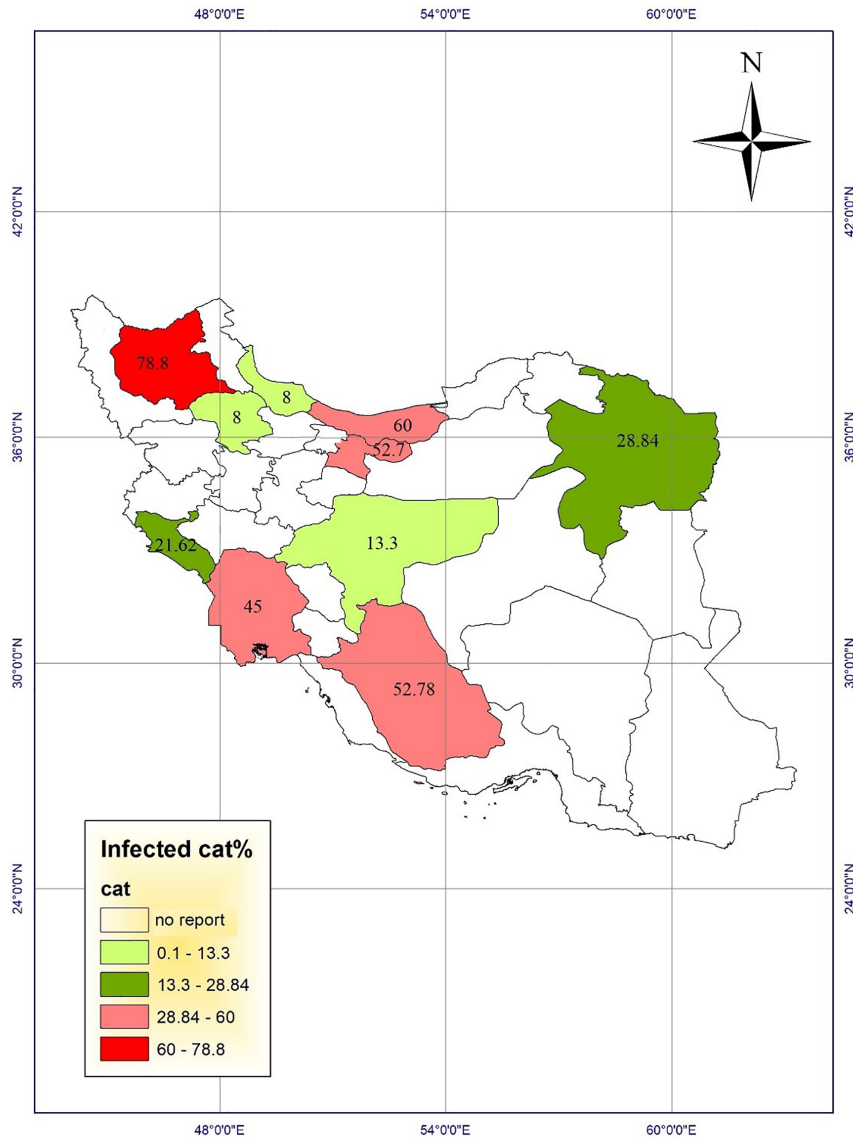 48°0'0"E 54°0'0"E 60°0'0"E
N
42°0'0"N 42°0'0"N
78.8
8
8
60
36°0'0"N 36°0'0"N
52.7
28.84
21.62
13.3
45
30°0'0"N 30°0'0"N
52.78
Infected cat%
cat
no report
0.1 - 13.3
13.3 - 28.84
28.84 - 60
60 - 78.8
24°0'0"N 24°0'0"N
48°0'0"E 54°0'0"E 60°0'0"E